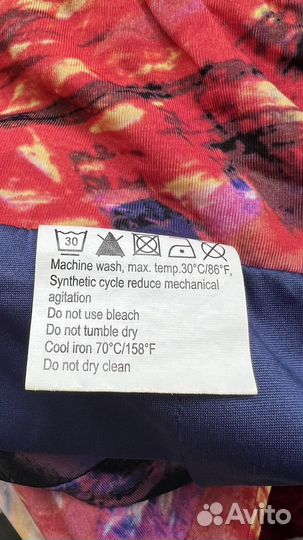 30
Machine wash, max. temp.30°C/86°F,
Synthetic cycle reduce mechanical
agitation
Do not use bleach
Do not tumble dry
Cool iron 70°C/158°F
Do not dry clean
Avito